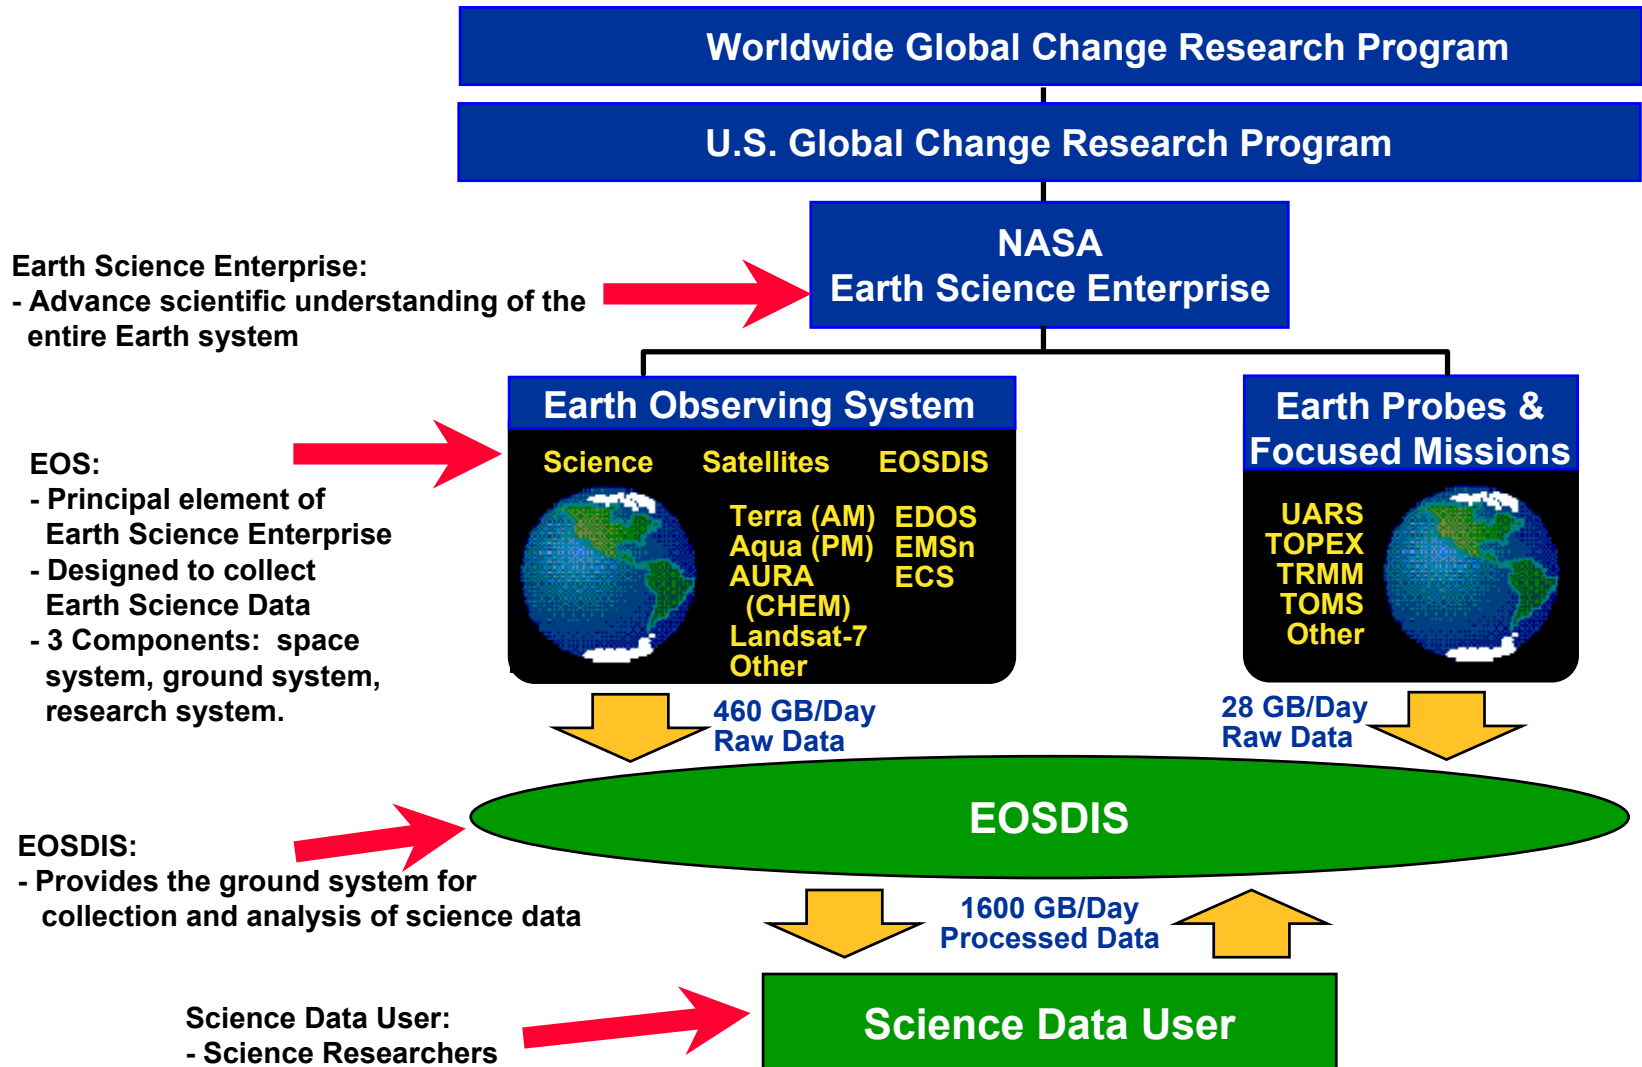 Worldwide Global Change Research Program
U.S. Global Change Research Program
NASA
Earth Science Enterprise
Earth Science Enterprise:
- Advance scientific understanding of the
entire Earth system
Earth Observing System
Science Satellites EOSDIS
Terra (AM) EDOS
Aqua (PM) EMSn
AURA ECS
(CHEM)
Landsat-7
Other
Earth Probes &
Focused Missions
UARS
TOPEX
TRMM
TOMS
Other
EOS:
- Principal element of
Earth Science Enterprise
- Designed to collect
Earth Science Data
- 3 Components: space
system, ground system,
research system.
460 GB/Day
Raw Data
28 GB/Day
Raw Data
EOSDIS
EOSDIS:
- Provides the ground system for
collection and analysis of science data
1600 GB/Day
Processed Data
Science Data User
Science Data User:
- Science Researchers